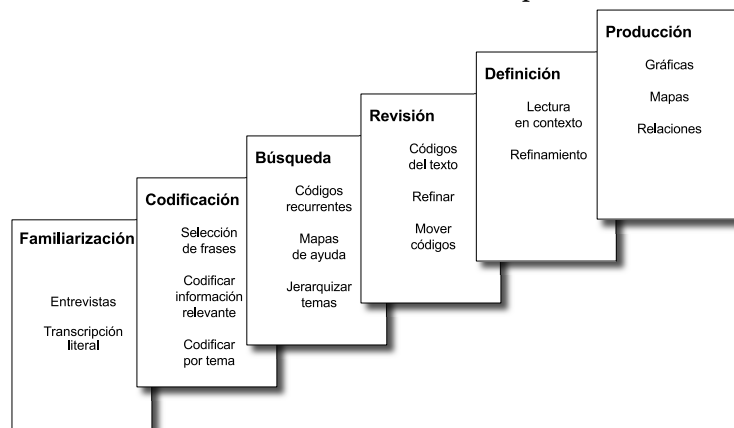 Familiarización
Entrevistas
Transcripción
literal
Codificación
Selección
de frases
Codificar
información
relevante
Codificar
por tema
Búsqueda
Códigos
recurrentes
Mapas
de ayuda
Jerarquizar
temas
Revisión
Códigos
del texto
Refinar
Mover
códigos
Definición
Lectura
en contexto
Refinamiento
Producción
Gráficas
Mapas
Relaciones